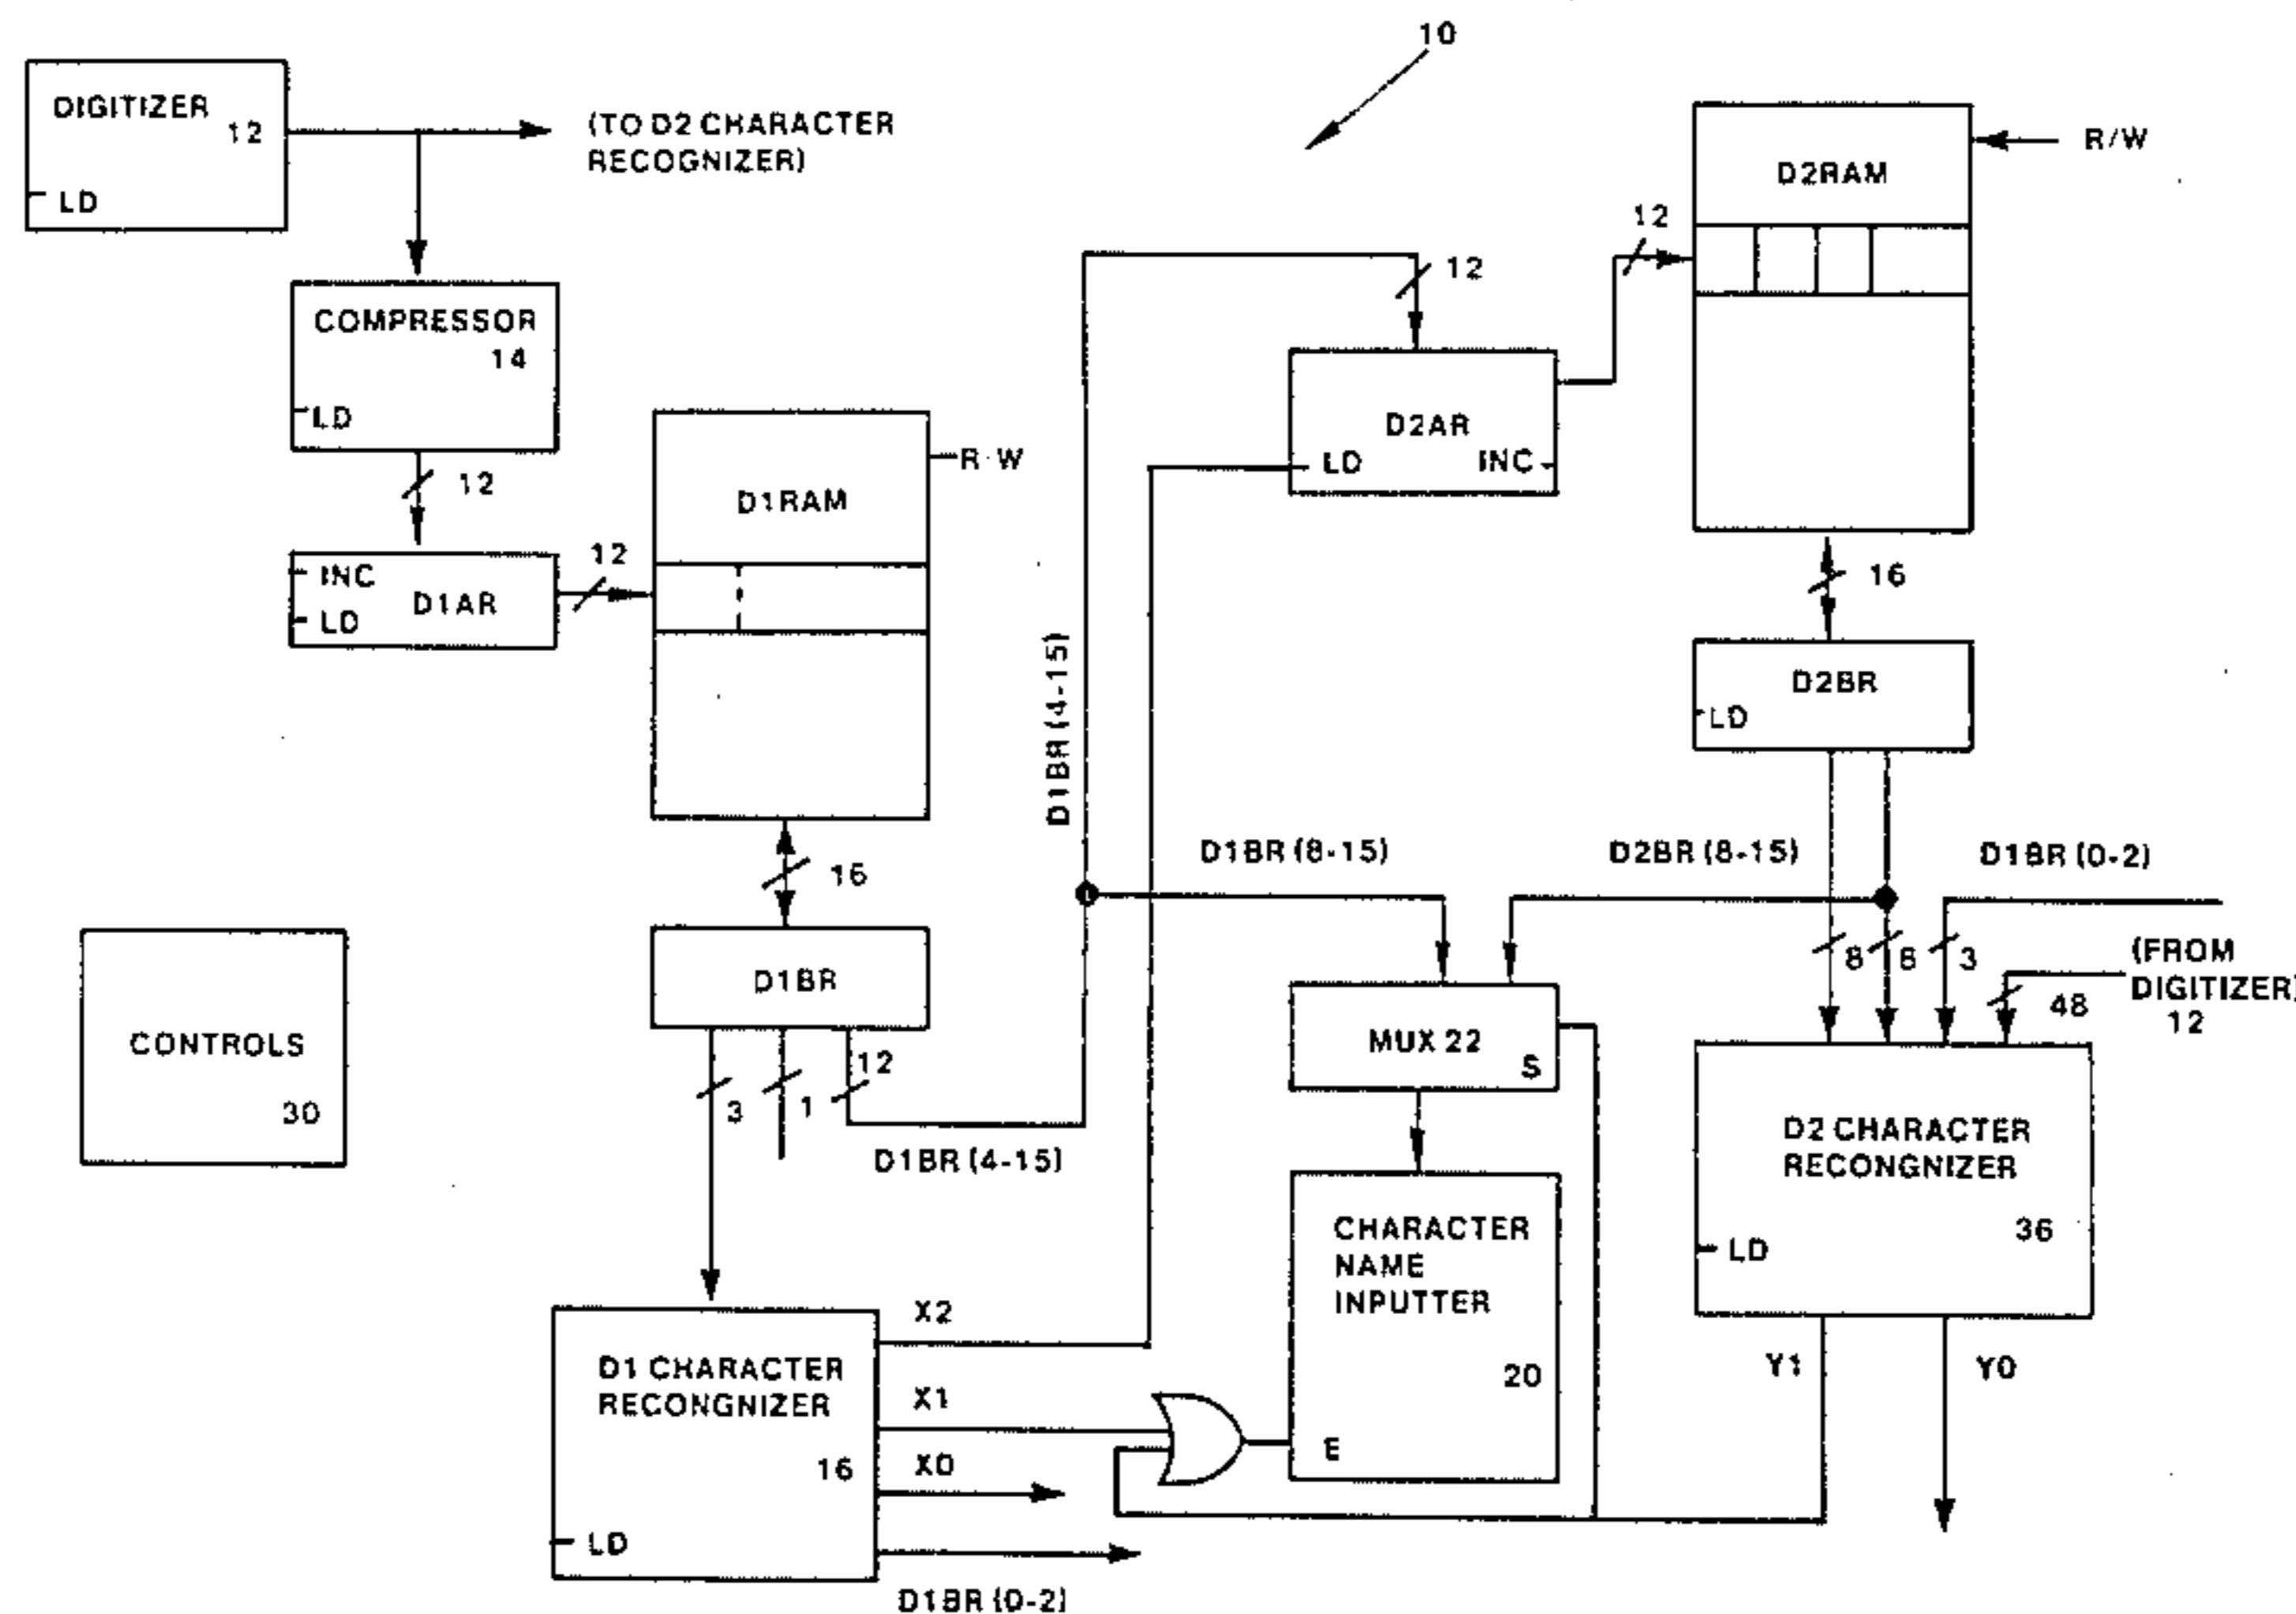 10
DIGITIZER
12
LD
(TO D2 CHARACTER
RECOGNIZER)
COMPRESSOR
14
LD
12
INC
LD
D1AR
12
D1RAM
R W
16
D1BR
3
1
12
D1BR (4-15)
D1BR (4-15)
CONTROLS
30
D1 CHARACTER
RECONGNIZER
16
LD
X2
X1
X0
D1BR (0-2)
12
D2AR
LD
INC
12
D2RAM
R/W
16
D2BR
LD
D1BR (8-15)
D2BR (8-15)
D1BR (0-2)
8
8
3
48
(FROM
DIGITIZER)
12
MUX 22
S
CHARACTER
NAME
INPUTTER
20
E
D2 CHARACTER
RECONGNIZER
36
LD
Y1
Y0